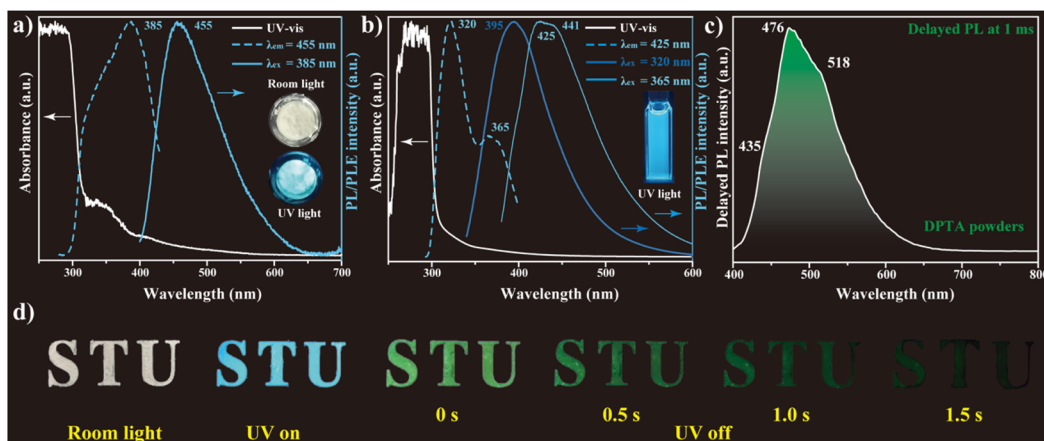 a)
385
455
UV-vis
λem = 455 nm
λex = 385 nm
Room light
UV light
Absorbance (a.u.)
PL/PLE intensity (a.u.)
300
400
500
600
700
Wavelength (nm)
b)
320
395
441
425
365
UV-vis
λem = 425 nm
λex = 320 nm
λex = 365 nm
UV light
Absorbance (a.u.)
PL/PLE intensity (a.u.)
300
400
500
600
Wavelength (nm)
c)
476
Delayed PL at 1 ms
518
435
DPTA powders
Delayed PL intensity (a.u.)
400
500
600
700
800
Wavelength (nm)
d)
STU
STU
STU
STU
STU
STU
0 s
0.5 s
1.0 s
1.5 s
Room light
UV on
UV off